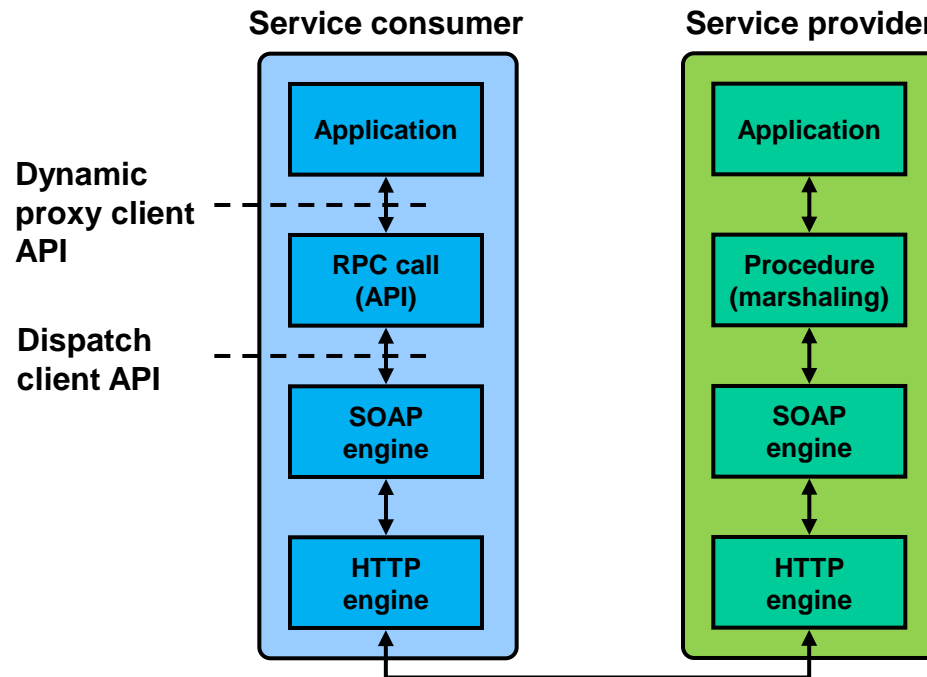 Service consumer
Service provider
Application
Application
Dynamic
proxy client
API
RPC call
(API)
Procedure
(marshaling)
Dispatch
client API
SOAP
engine
SOAP
engine
HTTP
engine
HTTP
engine